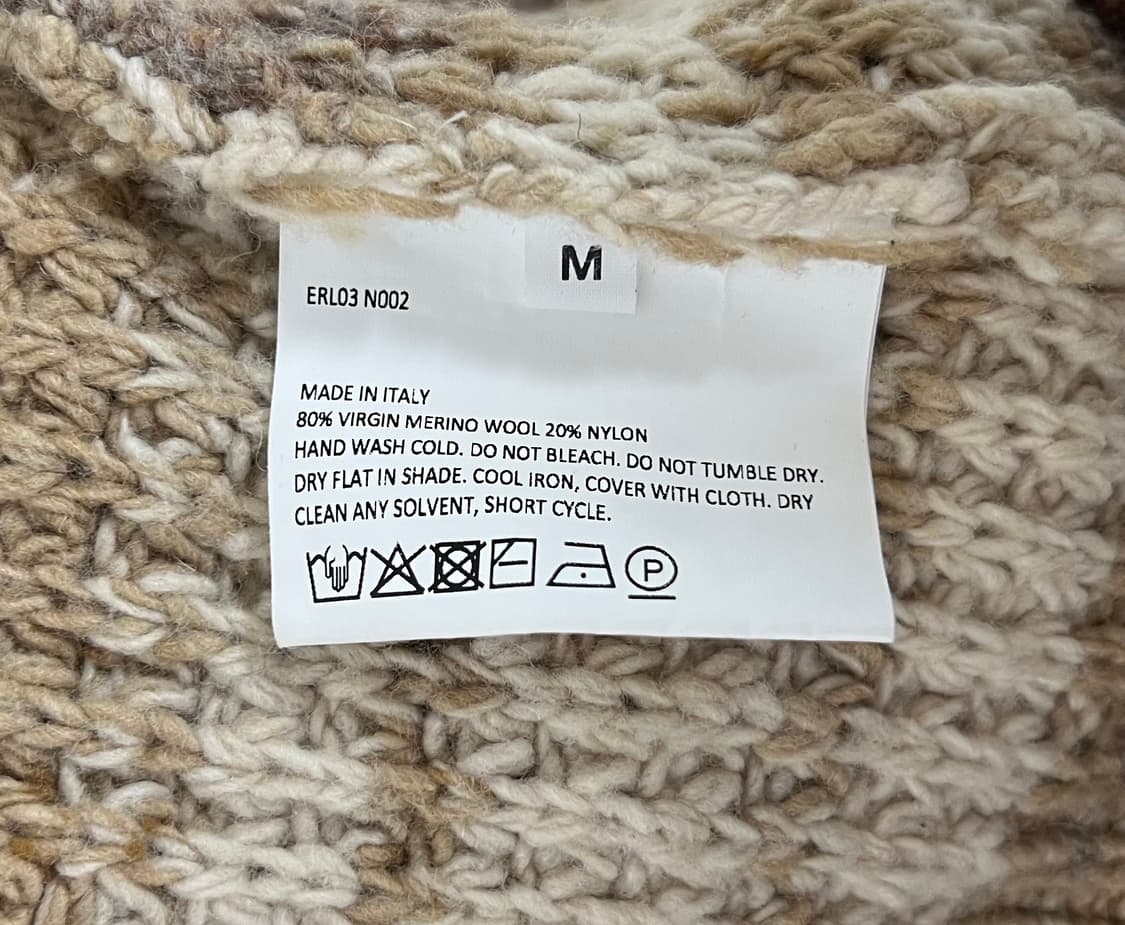 M
ERL03 N002
MADE IN ITALY
80% VIRGIN MERINO WOOL 20% NYLON
HAND WASH COLD. DO NOT BLEACH. DO NOT TUMBLE DRY.
DRY FLAT IN SHADE. COOL IRON, COVER WITH CLOTH. DRY
CLEAN ANY SOLVENT, SHORT CYCLE.
P